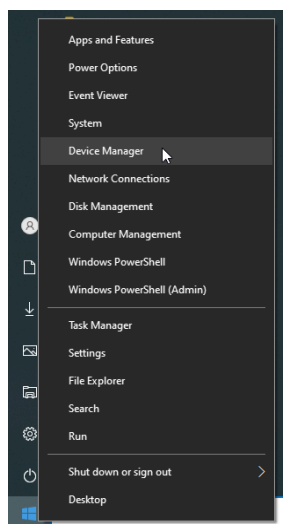 Apps and Features
Power Options
Event Viewer
System
Device Manager
Network Connections
Disk Management
Computer Management
Windows PowerShell
Windows PowerShell (Admin)
Task Manager
Settings
File Explorer
Search
Run
Shut down or sign out
Desktop